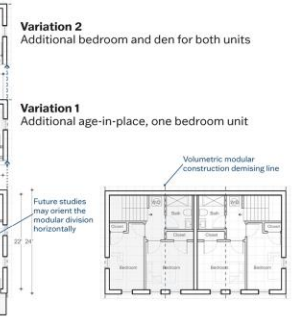 Variation 2
Additional bedroom and den for both units
Variation 1
Additional age-in-place, one bedroom unit
Volumetric modular
construction demising line
Future studies
may orient the
modular division
horizontally
22' 24'
W/D
Bath
Bath
W/D
Closet
Closet
Closet
Closet
Bedroom
Bedroom
Bedroom
Bedroom